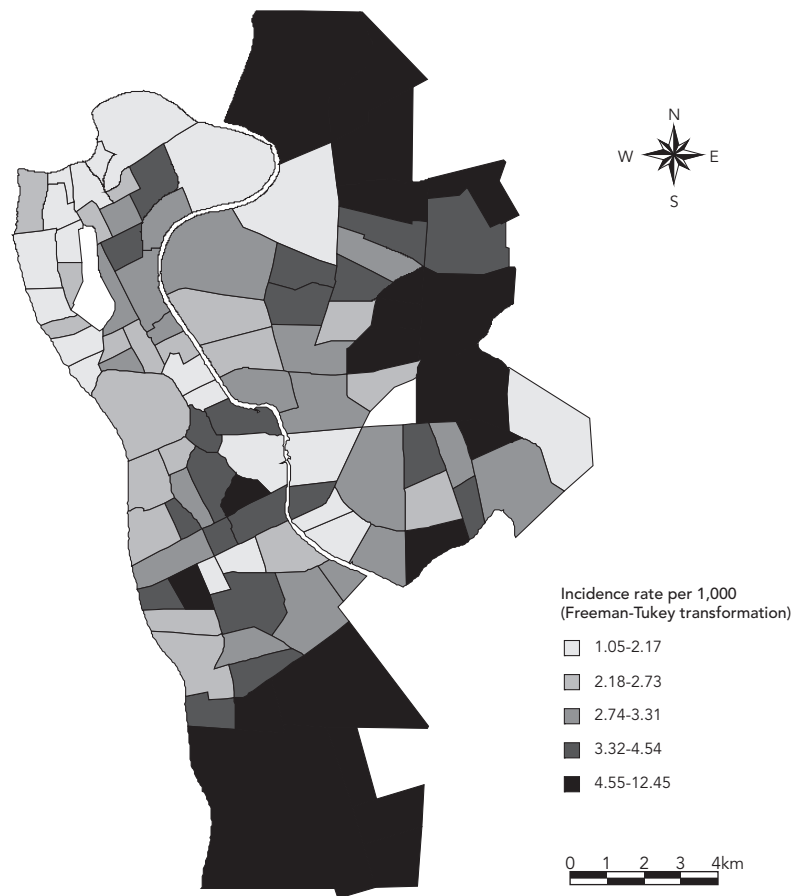 N
W E
S
Incidence rate per 1,000
(Freeman-Tukey transformation)
1.05-2.17
2.18-2.73
2.74-3.31
3.32-4.54
4.55-12.45
0 1 2 3 4km